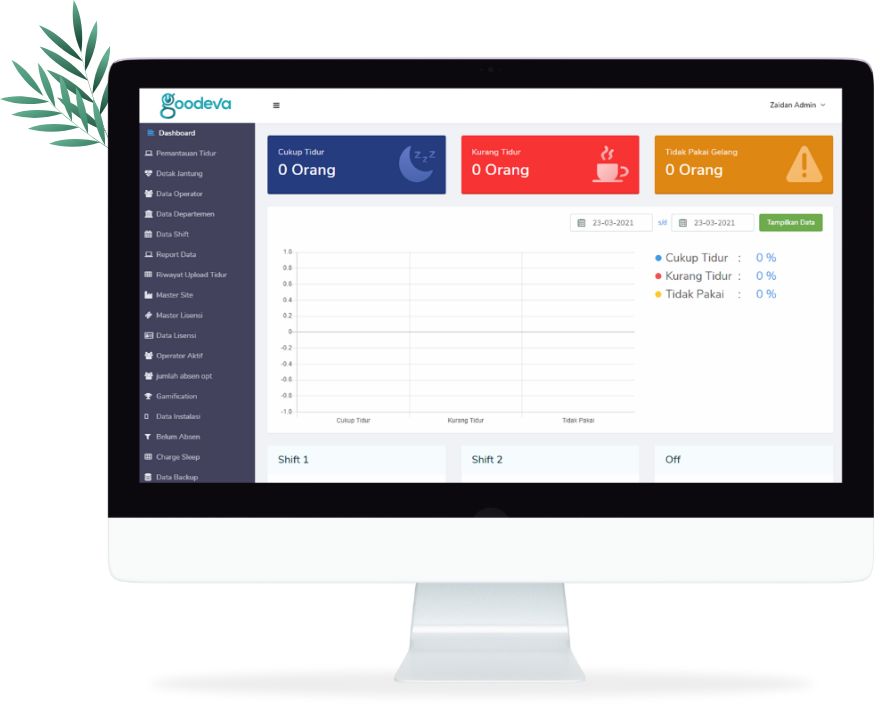 goodeva
Zaidan Admin
Dashboard
Pemantauan Tidur
Detak Jantung
Data Operator
Data Departemen
Data Shift
Report Data
Riwayat Upload Tidur
Master Site
Master Lisensi
Data Lisensi
Operator Aktif
jumlah absen opt
Gamification
Data Instalasi
Belum Absen
Charge Sleep
Data Backup
Cukup Tidur
0 Orang
zzZ
Kurang Tidur
0 Orang
Tidak Pakai Gelang
0 Orang
23-03-2021 s/d 23-03-2021 Tampilkan Data
1.0
0.8
0.6
0.4
0.2
0
-0.2
-0.4
-0.6
-0.8
-1.0
Cukup Tidur Kurang Tidur Tidak Pakai
Cukup Tidur : 0 %
Kurang Tidur : 0 %
Tidak Pakai : 0 %
Shift 1 Shift 2 Off